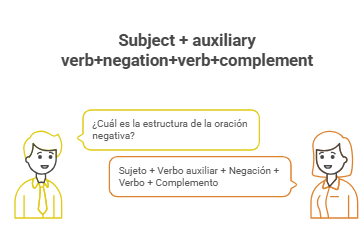 Subject + auxiliary
verb+negation+verb+complement
¿Cuál es la estructura de la oración
negativa?
Sujeto + Verbo auxiliar + Negación +
Verbo + Complemento